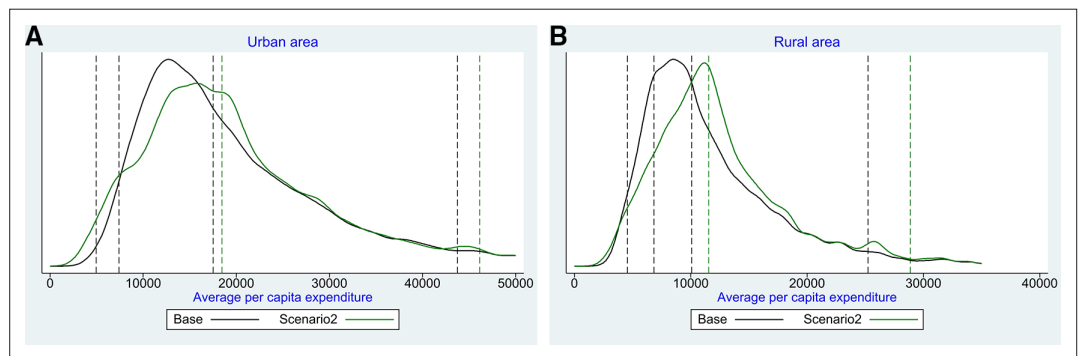 A
Urban area
0 10000 20000 30000 40000 50000
Average per capita expenditure
Base Scenario2
B
Rural area
0 10000 20000 30000 40000
Average per capita expenditure
Base Scenario2